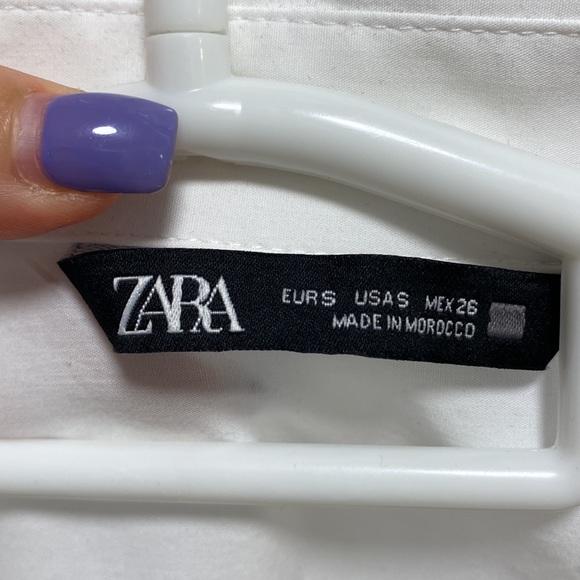 ZARA
EUR S USA S MEX 26
MADE IN MOROCCO